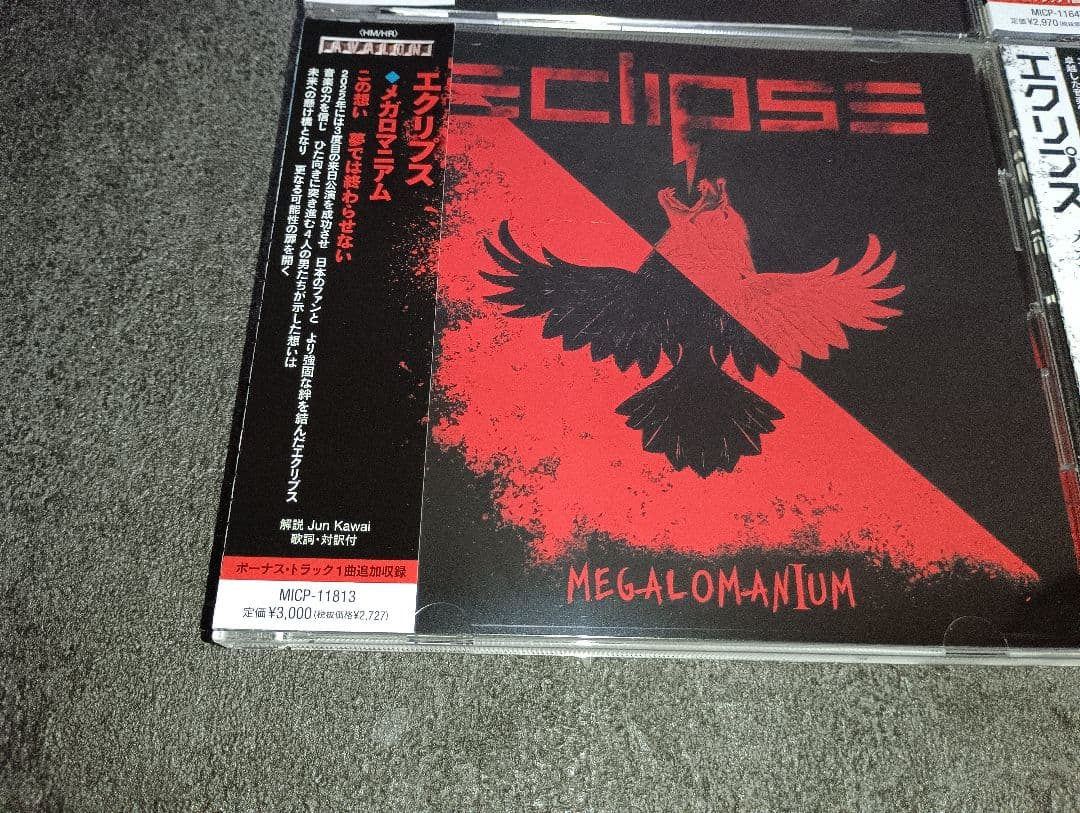 〈HM/HR〉
AVALON
エクリプス
◆メガロマニアム
この想い 夢では終わらせない
2022年には3度目の来日公演を成功させ 日本のファンと より強固な絆を結んだエクリプス
音楽の力を信じ ひた向きに突き進む4人の男たちが示した想いは
未来への懸け橋となり 更なる可能性の扉を開く
解説 Jun Kawai
歌詞・対訳付
ボーナス・トラック1曲追加収録
MICP-11813
定価¥3,000(税抜価格¥2,727)
ECLIPSE
MEGALOMANIUM
MICP-1164
定価¥2,970
エクリプス